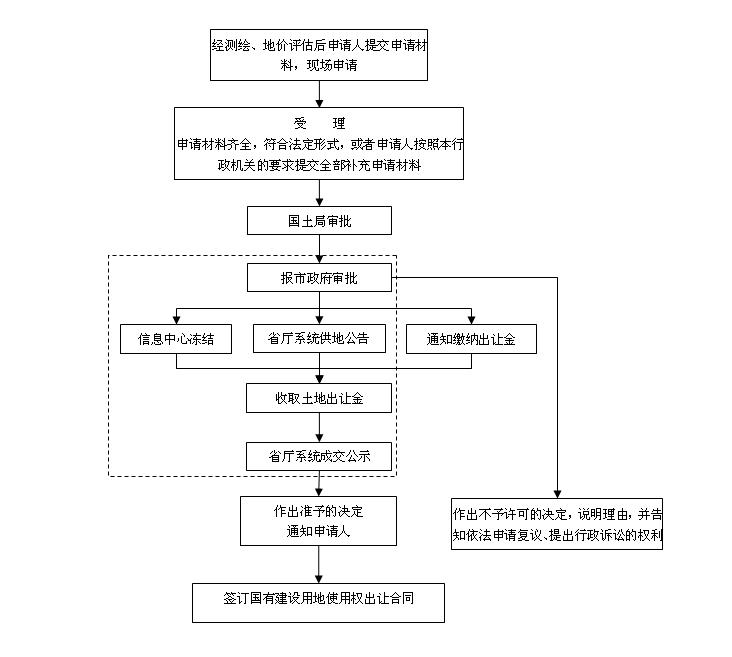 经测绘、地价评估后申请人提交申请材
料，现场申请
受 理
申请材料齐全，符合法定形式，或者申请人按照本行
政机关的要求提交全部补充申请材料
国土局审批
报市政府审批
信息中心冻结
省厅系统供地公告
通知缴纳出让金
收取土地出让金
省厅系统成交公示
作出准予的决定
通知申请人
作出不予许可的决定，说明理由，并告
知依法申请复议、提出行政诉讼的权利
签订国有建设用地使用权出让合同